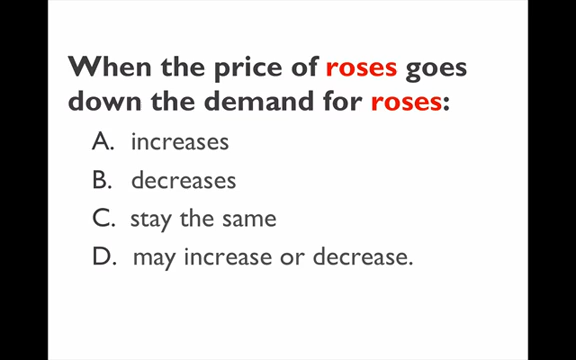 When the price of roses goes
down the demand for roses:
A. increases
B. decreases
C. stay the same
D. may increase or decrease.